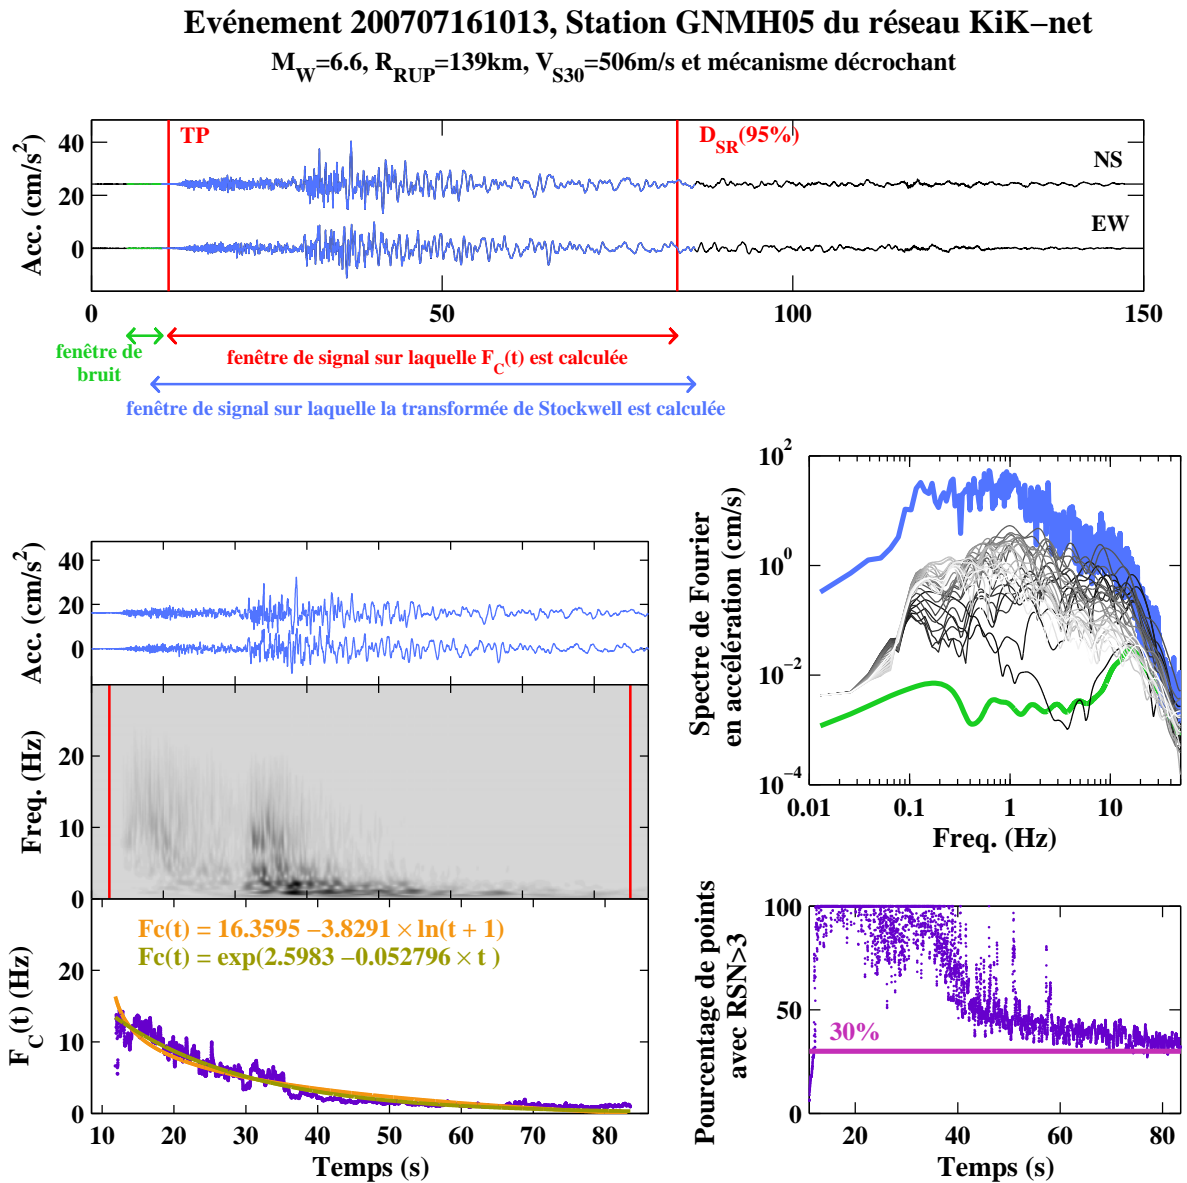 Evénement 200707161013, Station GNMH05 du réseau KiK−net
M_W=6.6, R_RUP=139km, V_S30=506m/s et mécanisme décrochant
Acc. (cm/s²)
40
20
0
TP
D_SR(95%)
NS
EW
0 50 100 150
fenêtre de bruit
fenêtre de signal sur laquelle F_C(t) est calculée
fenêtre de signal sur laquelle la transformée de Stockwell est calculée
Acc. (cm/s²)
40
20
0
Freq. (Hz)
20
10
0
F_C(t) (Hz)
20
10
0
Fc(t) = 16.3595 −3.8291 × ln(t + 1)
Fc(t) = exp(2.5983 −0.052796 × t )
10 20 30 40 50 60 70 80
Temps (s)
Spectre de Fourier
en accélération (cm/s)
10²
10⁰
10⁻²
10⁻⁴
0.01 0.1 1 10
Freq. (Hz)
Pourcentage de points
avec RSN>3
100
50
0
30%
20 40 60 80
Temps (s)